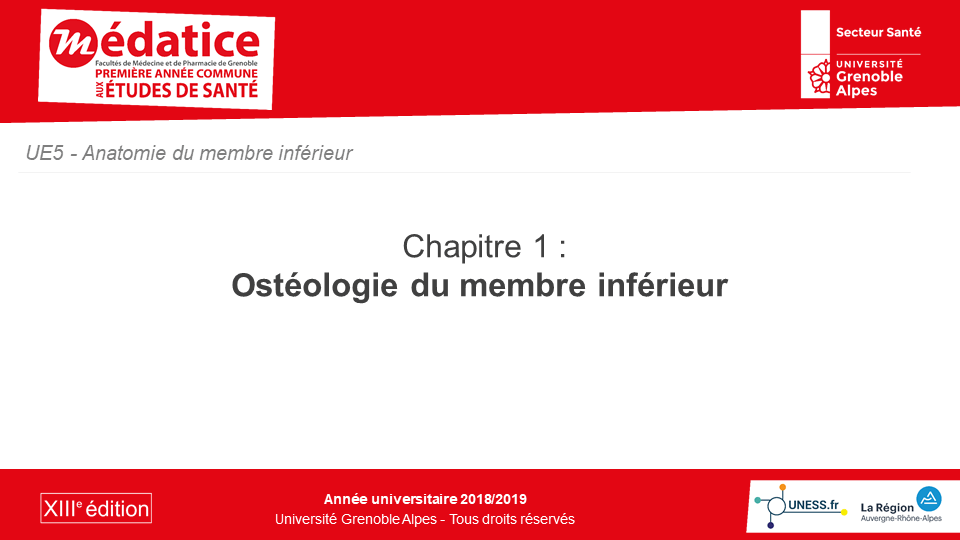 médatice
Facultés de Médecine et de Pharmacie de Grenoble
PREMIÈRE ANNÉE COMMUNE
AUX ÉTUDES DE SANTÉ
Secteur Santé
UNIVERSITÉ
Grenoble
Alpes
UE5 - Anatomie du membre inférieur
Chapitre 1 :
Ostéologie du membre inférieur
XIIIe édition
Année universitaire 2018/2019
Université Grenoble Alpes - Tous droits réservés
UNESS.fr
La Région
Auvergne-Rhône-Alpes